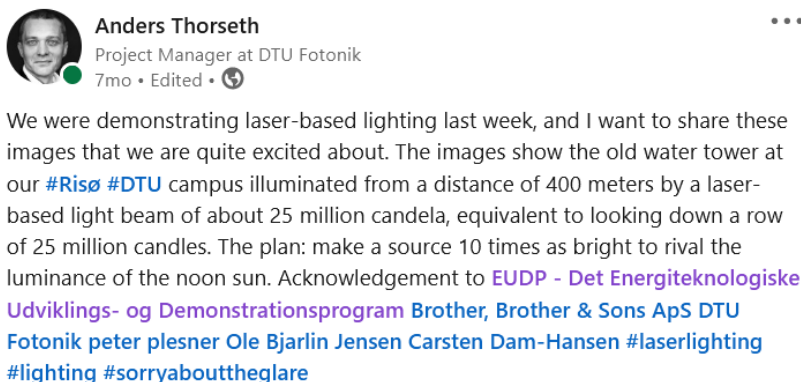 Anders Thorseth
Project Manager at DTU Fotonik
7mo • Edited •
We were demonstrating laser-based lighting last week, and I want to share these
images that we are quite excited about. The images show the old water tower at
our #Risø #DTU campus illuminated from a distance of 400 meters by a laser-
based light beam of about 25 million candela, equivalent to looking down a row
of 25 million candles. The plan: make a source 10 times as bright to rival the
luminance of the noon sun. Acknowledgement to EUDP - Det Energiteknologiske
Udviklings- og Demonstrationsprogram Brother, Brother & Sons ApS DTU
Fotonik peter plesner Ole Bjarlin Jensen Carsten Dam-Hansen #laserlighting
#lighting #sorryabouttheglare